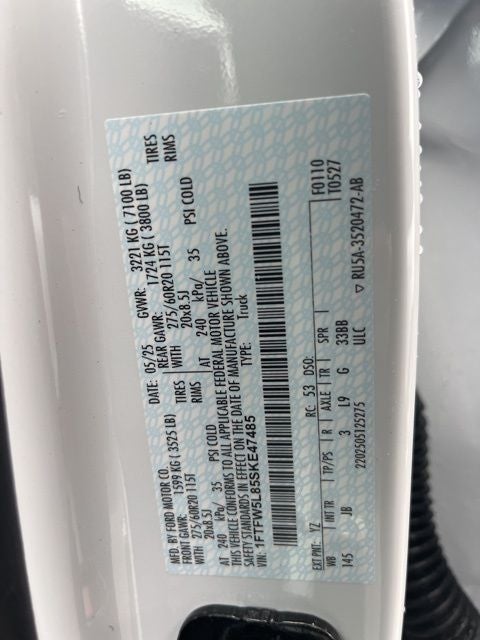 MFD. BY FORD MOTOR CO.
DATE: 05/25 GVWR: 3221 KG ( 7100 LB)
FRONT GAWR: 1599 KG ( 3525 LB) REAR GAWR: 1724 KG ( 3800 LB)
WITH 275/60R20 115T TIRES WITH 275/60R20 115T TIRES
20x8.5J RIMS 20x8.5J RIMS
AT 240 kPa/ 35 PSI COLD AT 240 kPa/ 35 PSI COLD
THIS VEHICLE CONFORMS TO ALL APPLICABLE FEDERAL MOTOR VEHICLE
SAFETY STANDARDS IN EFFECT ON THE DATE OF MANUFACTURE SHOWN ABOVE.
VIN: 1FTFW5L85SKE47485 TYPE: Truck
F0110
T0527
EXT PNT: YZ RC: 53 DSO:
WB INT TR TP/PS R AXLE TR SPR
145 JB 3 L9 G 33BB
ULC
2202505125275
▽ RU5A-3520472-AB